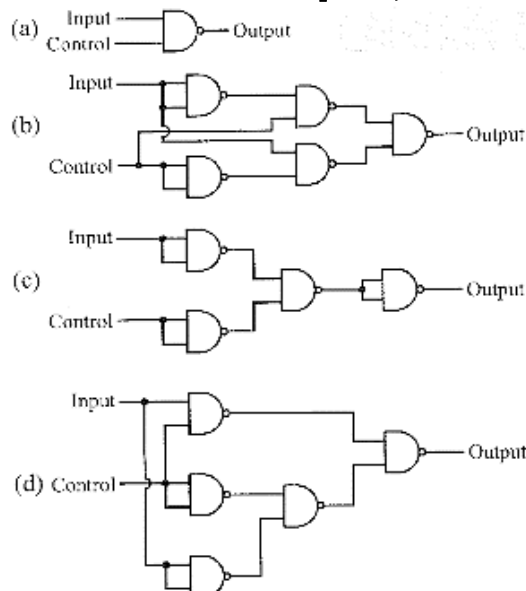 (a) Input
Control
Output
Input
(b)
Output
Control
Input
(c)
Output
Control
Input
Output
(d) Control